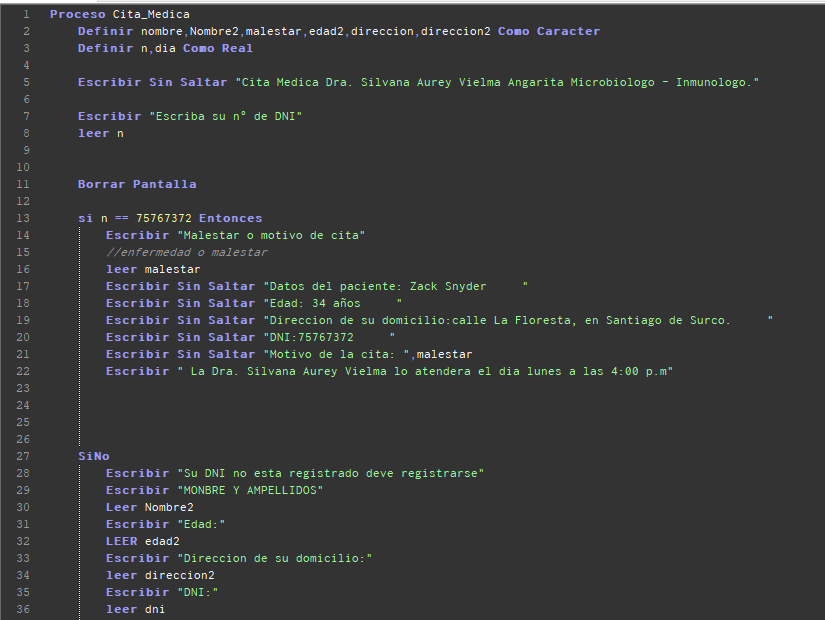 1 Proceso Cita_Medica
2 Definir nombre,Nombre2,malestar,edad2,direccion,direccion2 Como Caracter
3 Definir n,dia Como Real
4
5 Escribir Sin Saltar "Cita Medica Dra. Silvana Aurey Vielma Angarita Microbiologo - Inmunologo."
6
7 Escribir "Escriba su n° de DNI"
8 leer n
9
10
11 Borrar Pantalla
12
13 si n == 75767372 Entonces
14 Escribir "Malestar o motivo de cita"
15 //enfermedad o malestar
16 leer malestar
17 Escribir Sin Saltar "Datos del paciente: Zack Snyder     "
18 Escribir Sin Saltar "Edad: 34 años     "
19 Escribir Sin Saltar "Direccion de su domicilio:calle La Floresta, en Santiago de Surco.     "
20 Escribir Sin Saltar "DNI:75767372     "
21 Escribir Sin Saltar "Motivo de la cita: ",malestar
22 Escribir " La Dra. Silvana Aurey Vielma lo atendera el dia lunes a las 4:00 p.m"
23
24
25
26
27 SiNo
28 Escribir "Su DNI no esta registrado deve registrarse"
29 Escribir "MONBRE Y AMPELLIDOS"
30 Leer Nombre2
31 Escribir "Edad:"
32 LEER edad2
33 Escribir "Direccion de su domicilio:"
34 leer direccion2
35 Escribir "DNI:"
36 leer dni